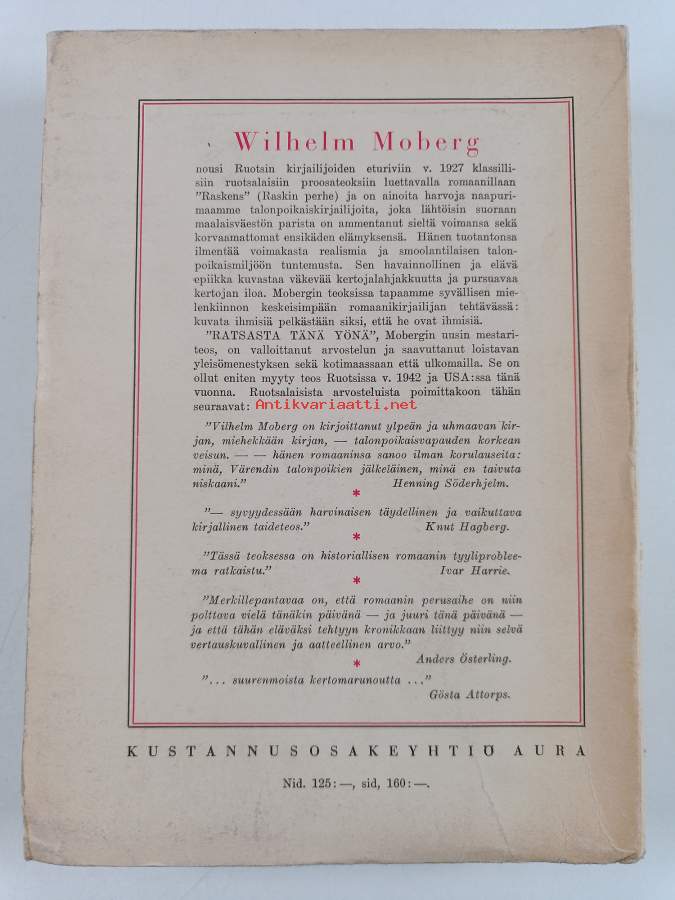 Wilhelm Moberg
nousi Ruotsin kirjailijoiden eturiviin v. 1927 klassilli-
siin ruotsalaisiin proosateoksiin luettavalla romaanillaan
"Raskens" (Raskin perhe) ja on ainoita harvoja naapuri-
maamme talonpoikaiskirjailijoita, joka lähtöisin suoraan
maalaisväestön parista on ammentanut sieltä voimansa sekä
korvaamattomat ensikäden elämyksensä. Hänen tuotantonsa
ilmentää voimakasta realismia ja smoolantilaisen talon-
poikaismiljöön tuntemusta. Sen havainnollinen ja elävä
epiikka kuvastaa väkevää kertojalahjakkuutta ja pursuavaa
kertojan iloa. Mobergin teoksissa tapaamme syvällisen mie-
lenkiinnon keskeisimpään romaanikirjailijan tehtävässä:
kuvata ihmisiä pelkästään siksi, että he ovat ihmisiä.
"RATSASTA TÄNÄ YÖNÄ", Mobergin uusin mestari-
teos, on valloittanut arvostelun ja saavuttanut loistavan
yleisömenestyksen sekä kotimaassaan että ulkomailla. Se on
ollut eniten myyty teos Ruotsissa v. 1942 ja USA:ssa tänä
vuonna. Ruotsalaisista arvosteluista poimittakoon tähän
seuraavat:
Antikvariaatti.net
"Vilhelm Moberg on kirjoittanut ylpeän ja uhmaavan kir-
jan, miehekkään kirjan, — talonpoikaisvapauden korkean
veisun. — — hänen romaaninsa sanoo ilman korulauseita:
minä, Värendin talonpoikien jälkeläinen, minä en taivuta
niskaani." Henning Söderhjelm.
*
"— syvyydessään harvinaisen täydellinen ja vaikuttava
kirjallinen taideteos." Knut Hagberg.
*
"Tässä teoksessa on historiallisen romaanin tyyliproblee-
ma ratkaistu." Ivar Harrie.
*
"Merkillepantavaa on, että romaanin perusaihe on niin
polttava vielä tänäkin päivänä — ja juuri tänä päivänä —
ja että tähän eläväksi tehtyyn kronikkaan liittyy niin selvä
vertauskuvallinen ja aatteellinen arvo."
Anders Österling.
*
"... suurenmoista kertomarunoutta ..."
Gösta Attorps.
KUSTANNUSOSAKEYHTIÖ AURA
Nid. 125:—, sid, 160:—.